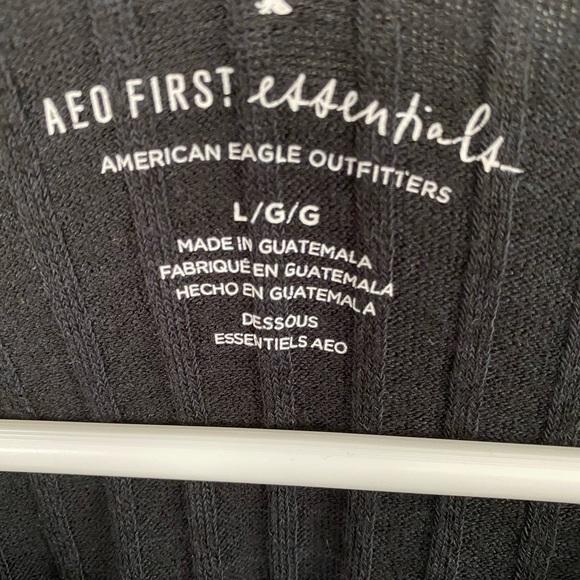 AEO FIRST essentials
AMERICAN EAGLE OUTFITTERS
L/G/G
MADE IN GUATEMALA
FABRIQUÉ EN GUATEMALA
HECHO EN GUATEMALA
DESSOUS
ESSENTIELS AEO